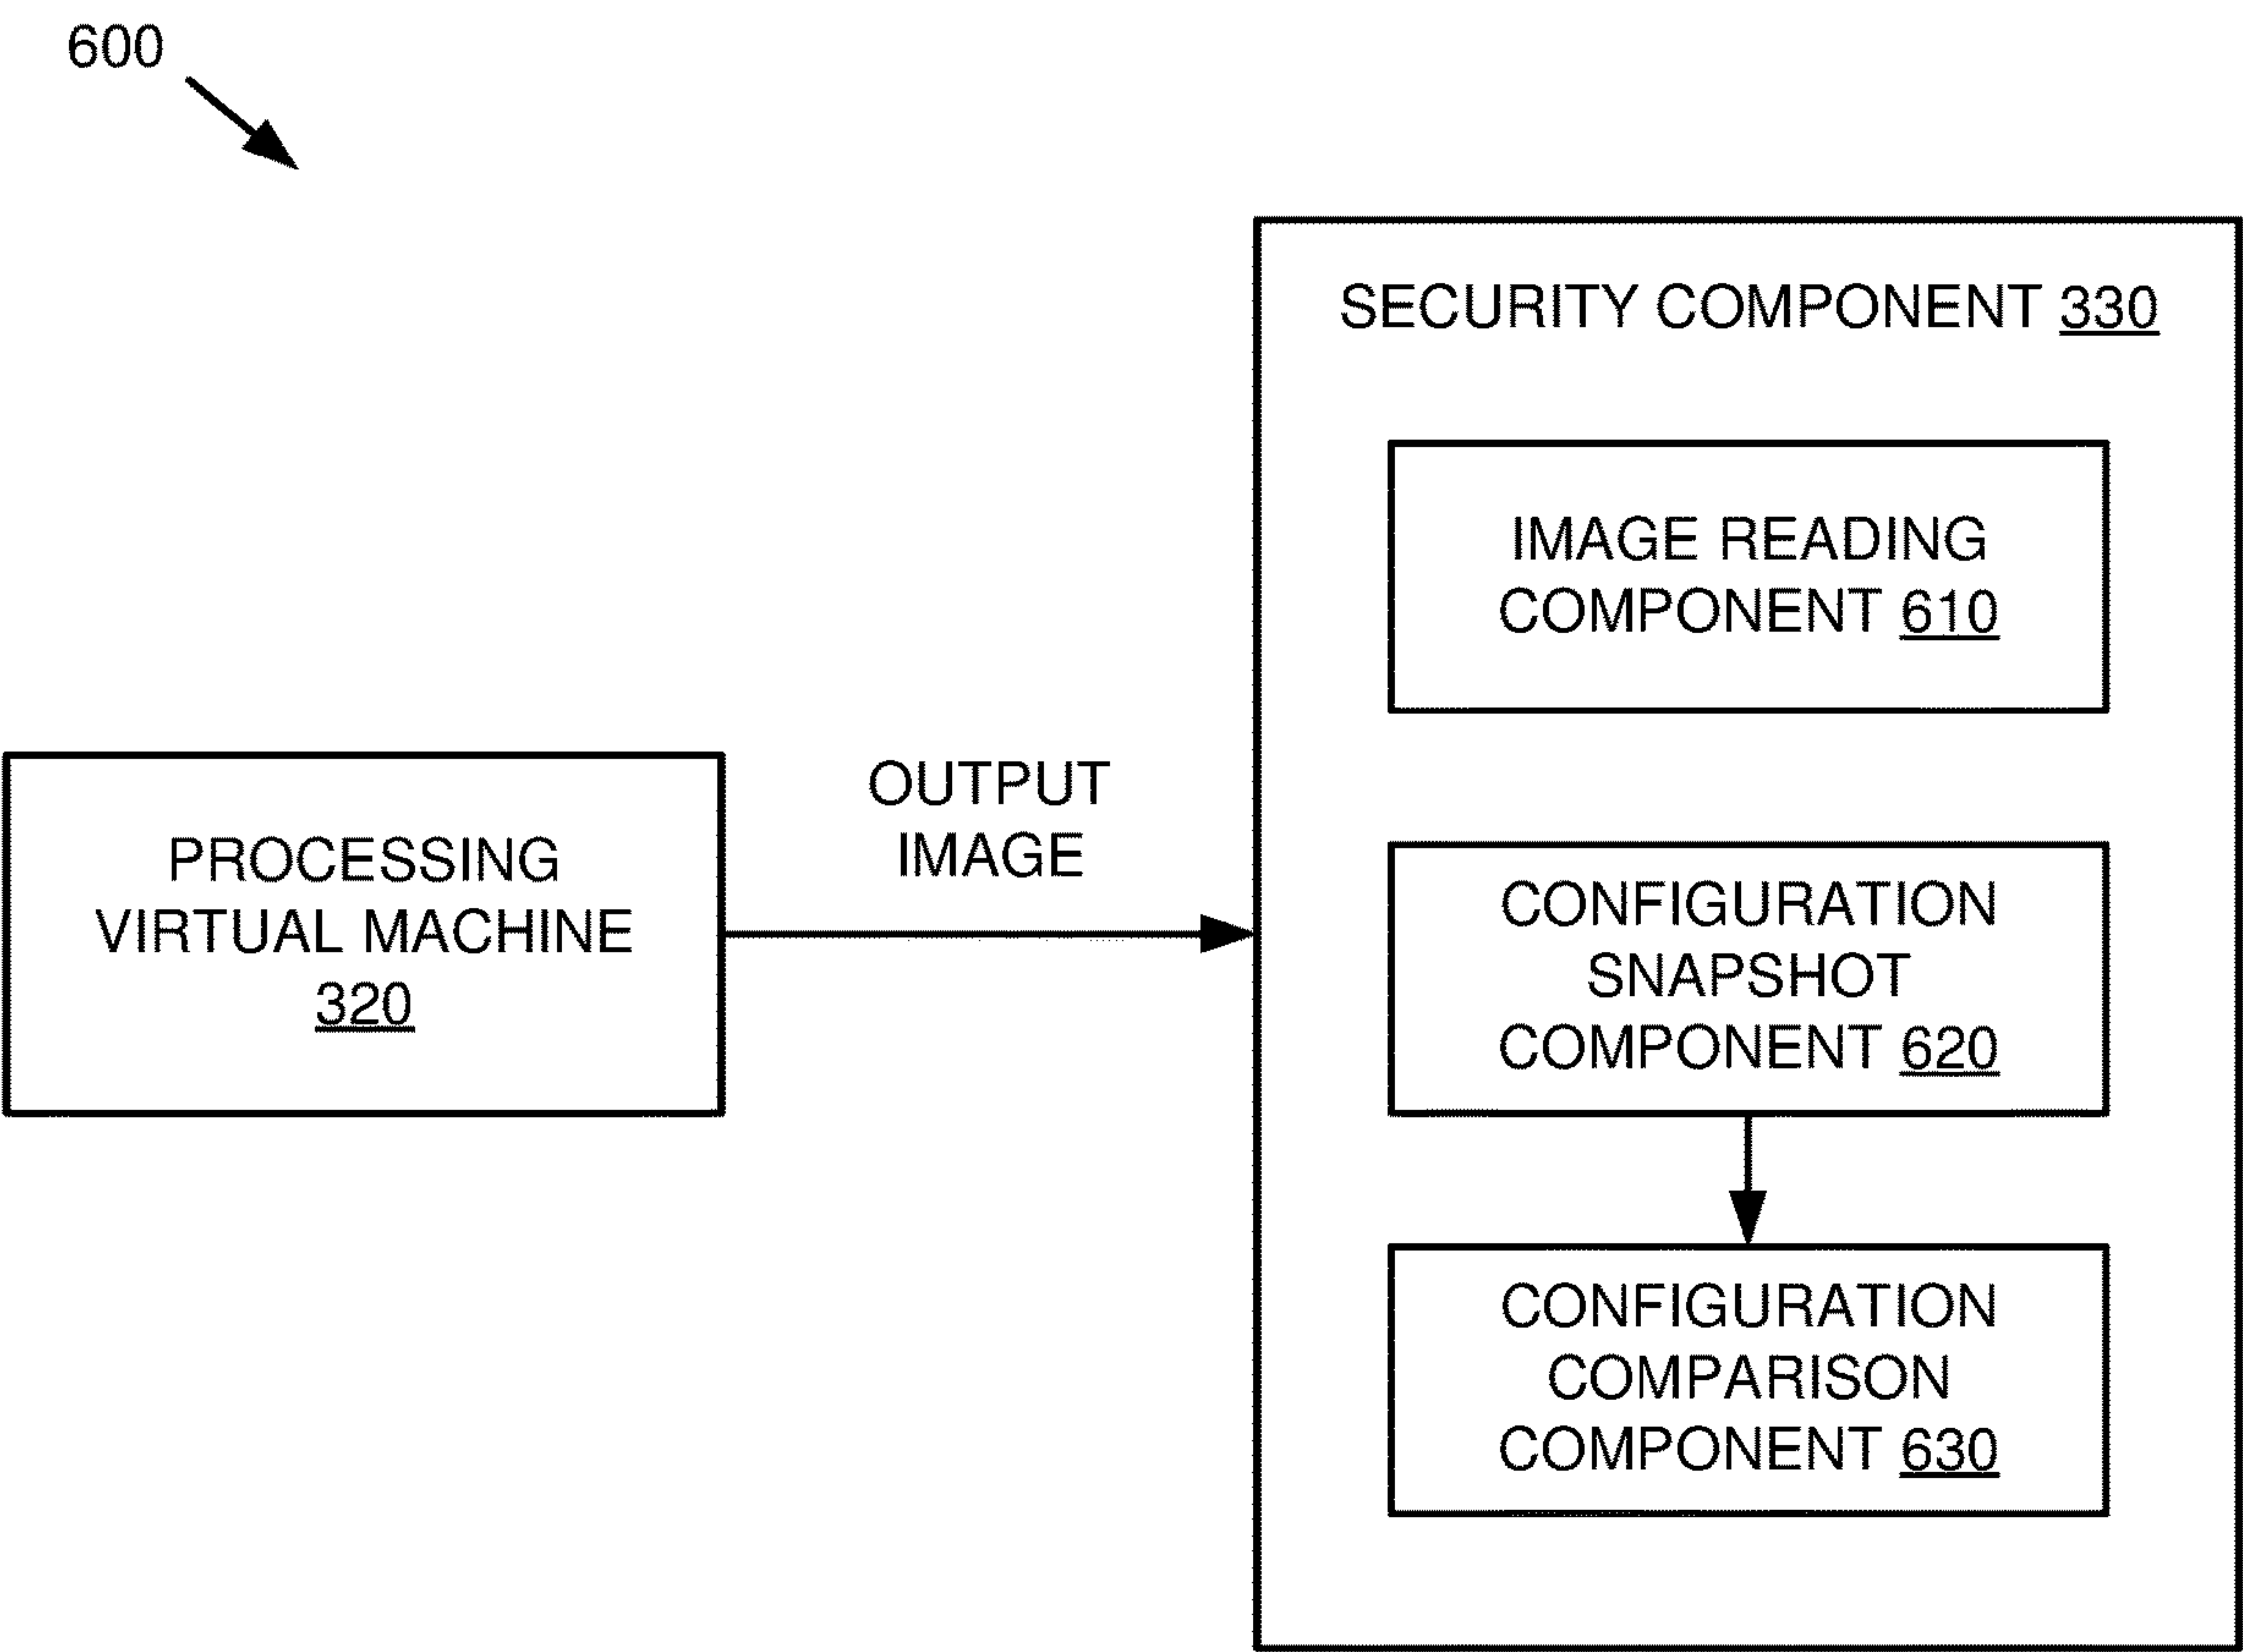 600
SECURITY COMPONENT 330
IMAGE READING
COMPONENT 610
OUTPUT
IMAGE
PROCESSING
VIRTUAL MACHINE
320
CONFIGURATION
SNAPSHOT
COMPONENT 620
CONFIGURATION
COMPARISON
COMPONENT 630